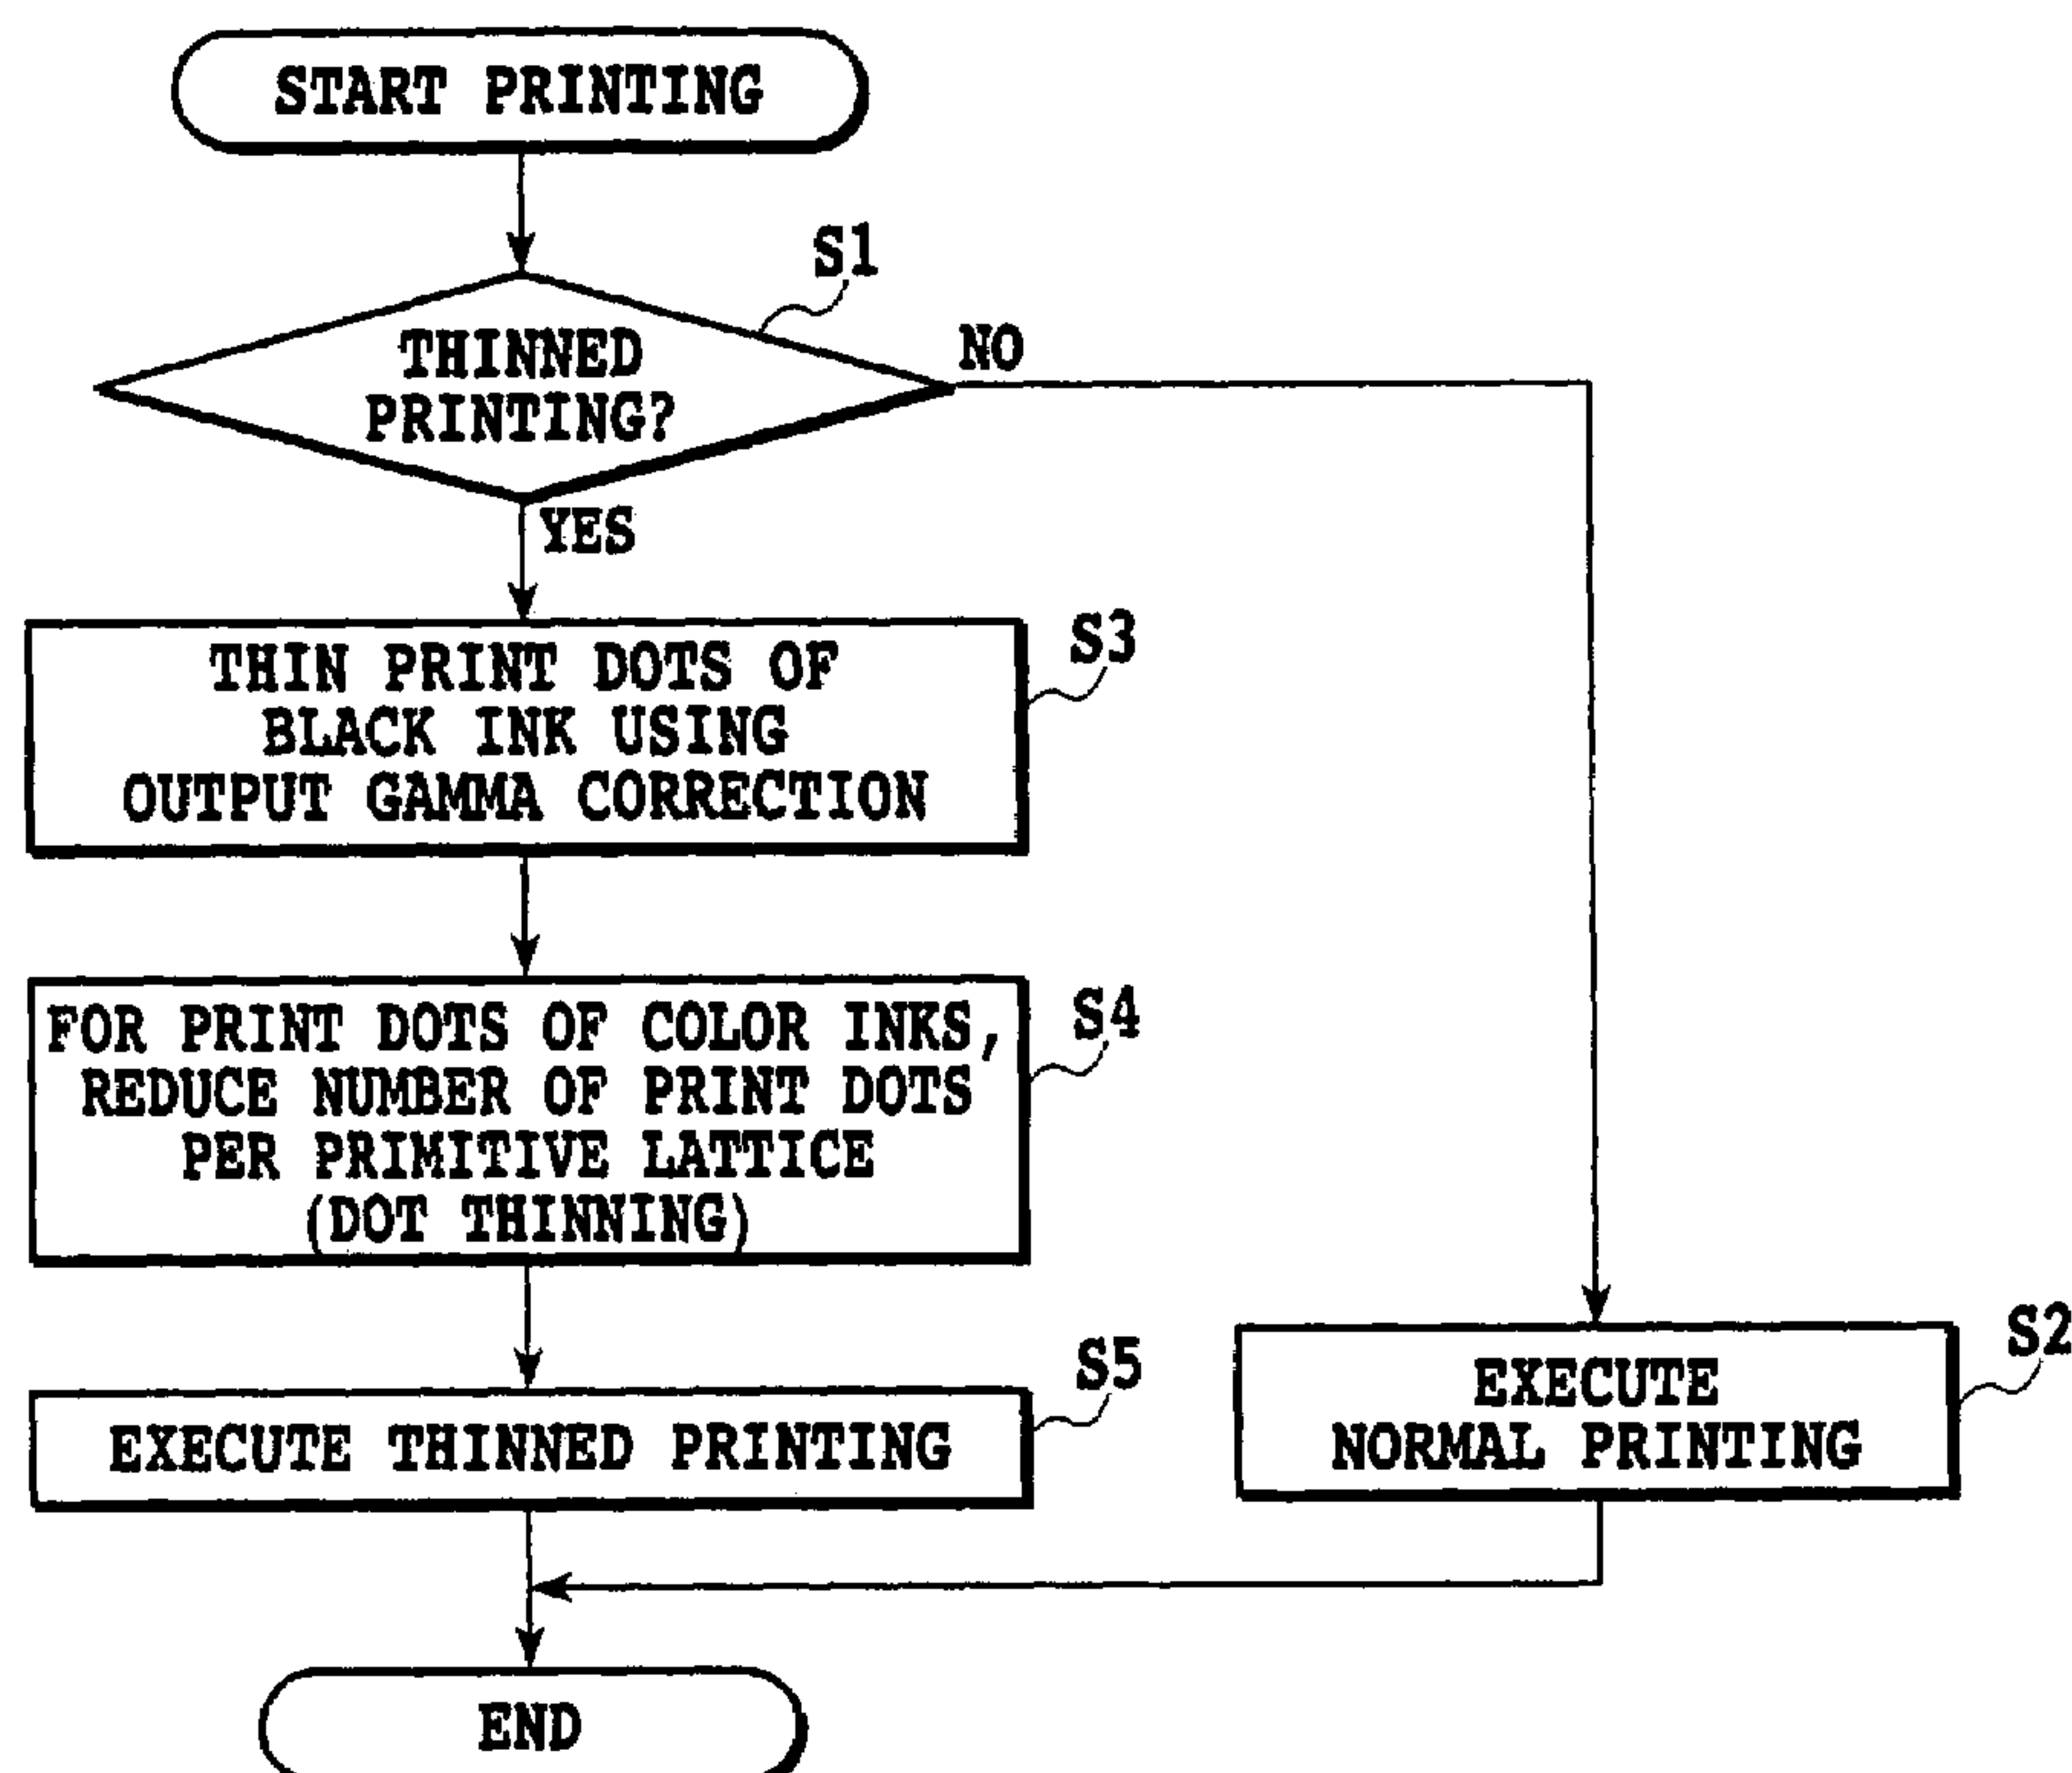 START PRINTING
S1
THINNED
PRINTING?
NO
YES
S3
THIN PRINT DOTS OF
BLACK INK USING
OUTPUT GAMMA CORRECTION
S4
FOR PRINT DOTS OF COLOR INKS,
REDUCE NUMBER OF PRINT DOTS
PER PRIMITIVE LATTICE
(DOT THINNING)
S5
EXECUTE THINNED PRINTING
S2
EXECUTE
NORMAL PRINTING
END